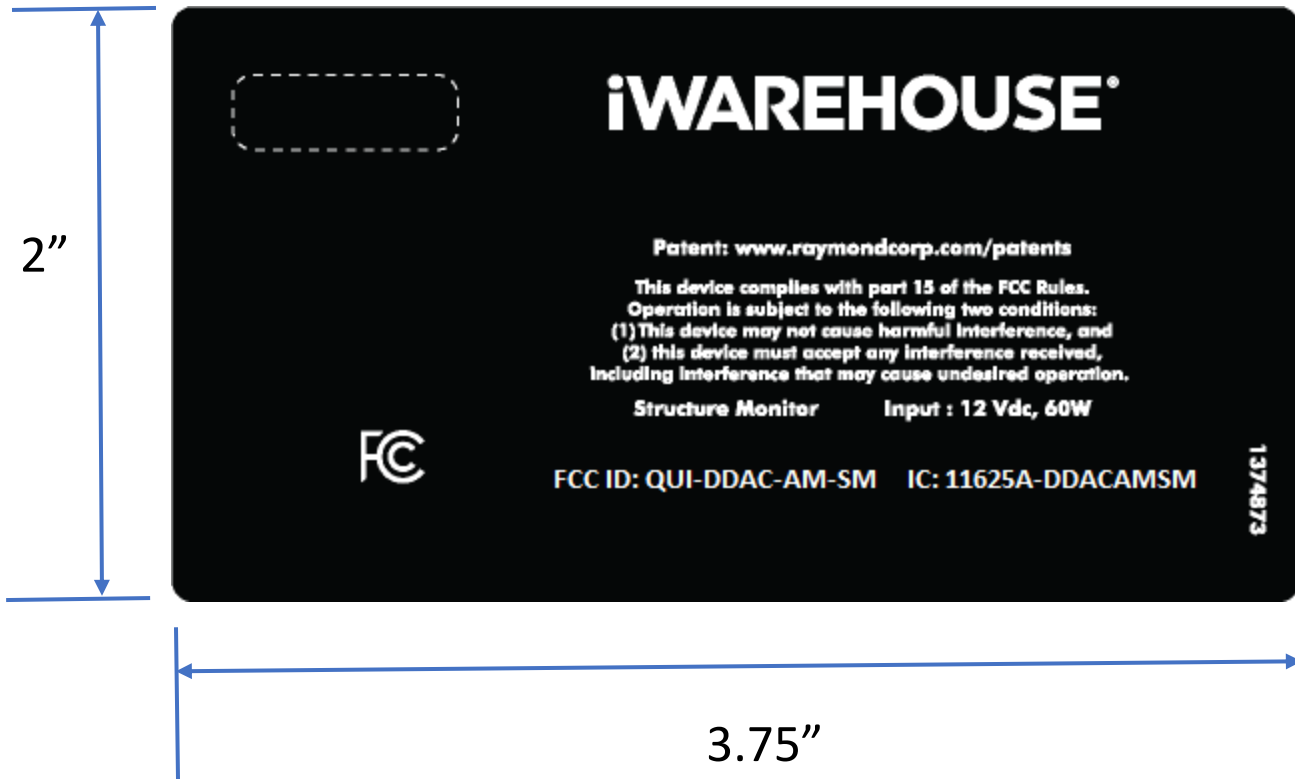 iWAREHOUSE®
2”
Patent: www.raymondcorp.com/patents
This device complies with part 15 of the FCC Rules.
Operation is subject to the following two conditions:
(1)This device may not cause harmful interference, and
(2) this device must accept any interference received,
including interference that may cause undesired operation.
Structure Monitor Input : 12 Vdc, 60W
FC
FCC ID: QUI-DDAC-AM-SM IC: 11625A-DDACAMSM
1374873
3.75”